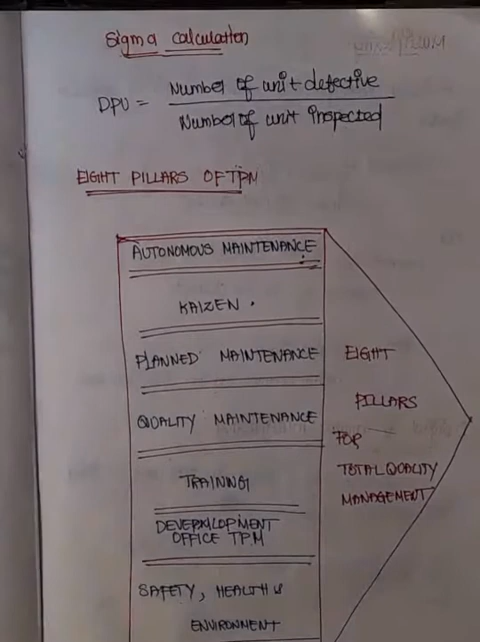 Sigma calculation
DPU = Number of unit defective
Number of unit inspected
EIGHT PILLARS OF TPM
AUTONOMOUS MAINTENANCE
KAIZEN.
PLANNED MAINTENANCE
EIGHT
PILLARS
QUALITY MAINTENANCE
FOR
TOTAL QUALITY
MANAGEMENT
TRAINING
OFFICE TPM
SAFETY, HEALTH &
ENVIRONMENT